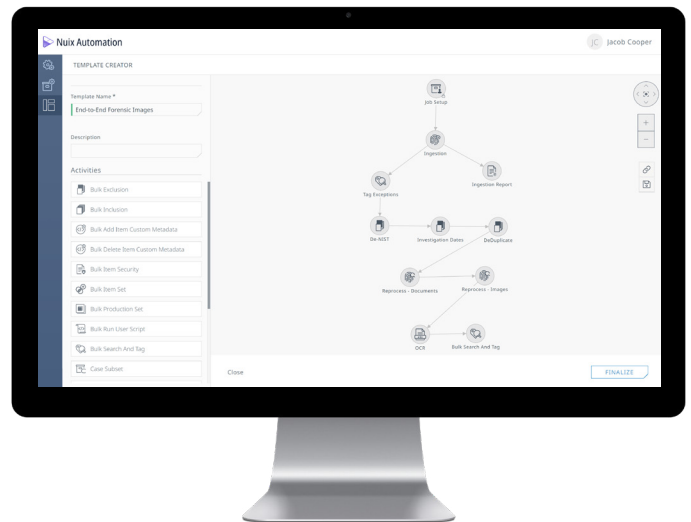 Nuix Automation
JC
Jacob Cooper
TEMPLATE CREATOR
Template Name *
End-to-End Forensic Images
Description
Activities
Bulk Exclusion
Bulk Inclusion
Bulk Add Item Custom Metadata
Bulk Delete Item Custom Metadata
Bulk Item Security
Bulk Item Set
Bulk Production Set
Bulk Run User Script
Bulk Search And Tag
Case Subset
Job Setup
Ingestion
Tag Exceptions
Ingestion Report
De-NIST
Investigation Dates
DeDuplicate
Reprocess - Documents
Reprocess - Images
OCR
Bulk Search And Tag
Close
FINALIZE